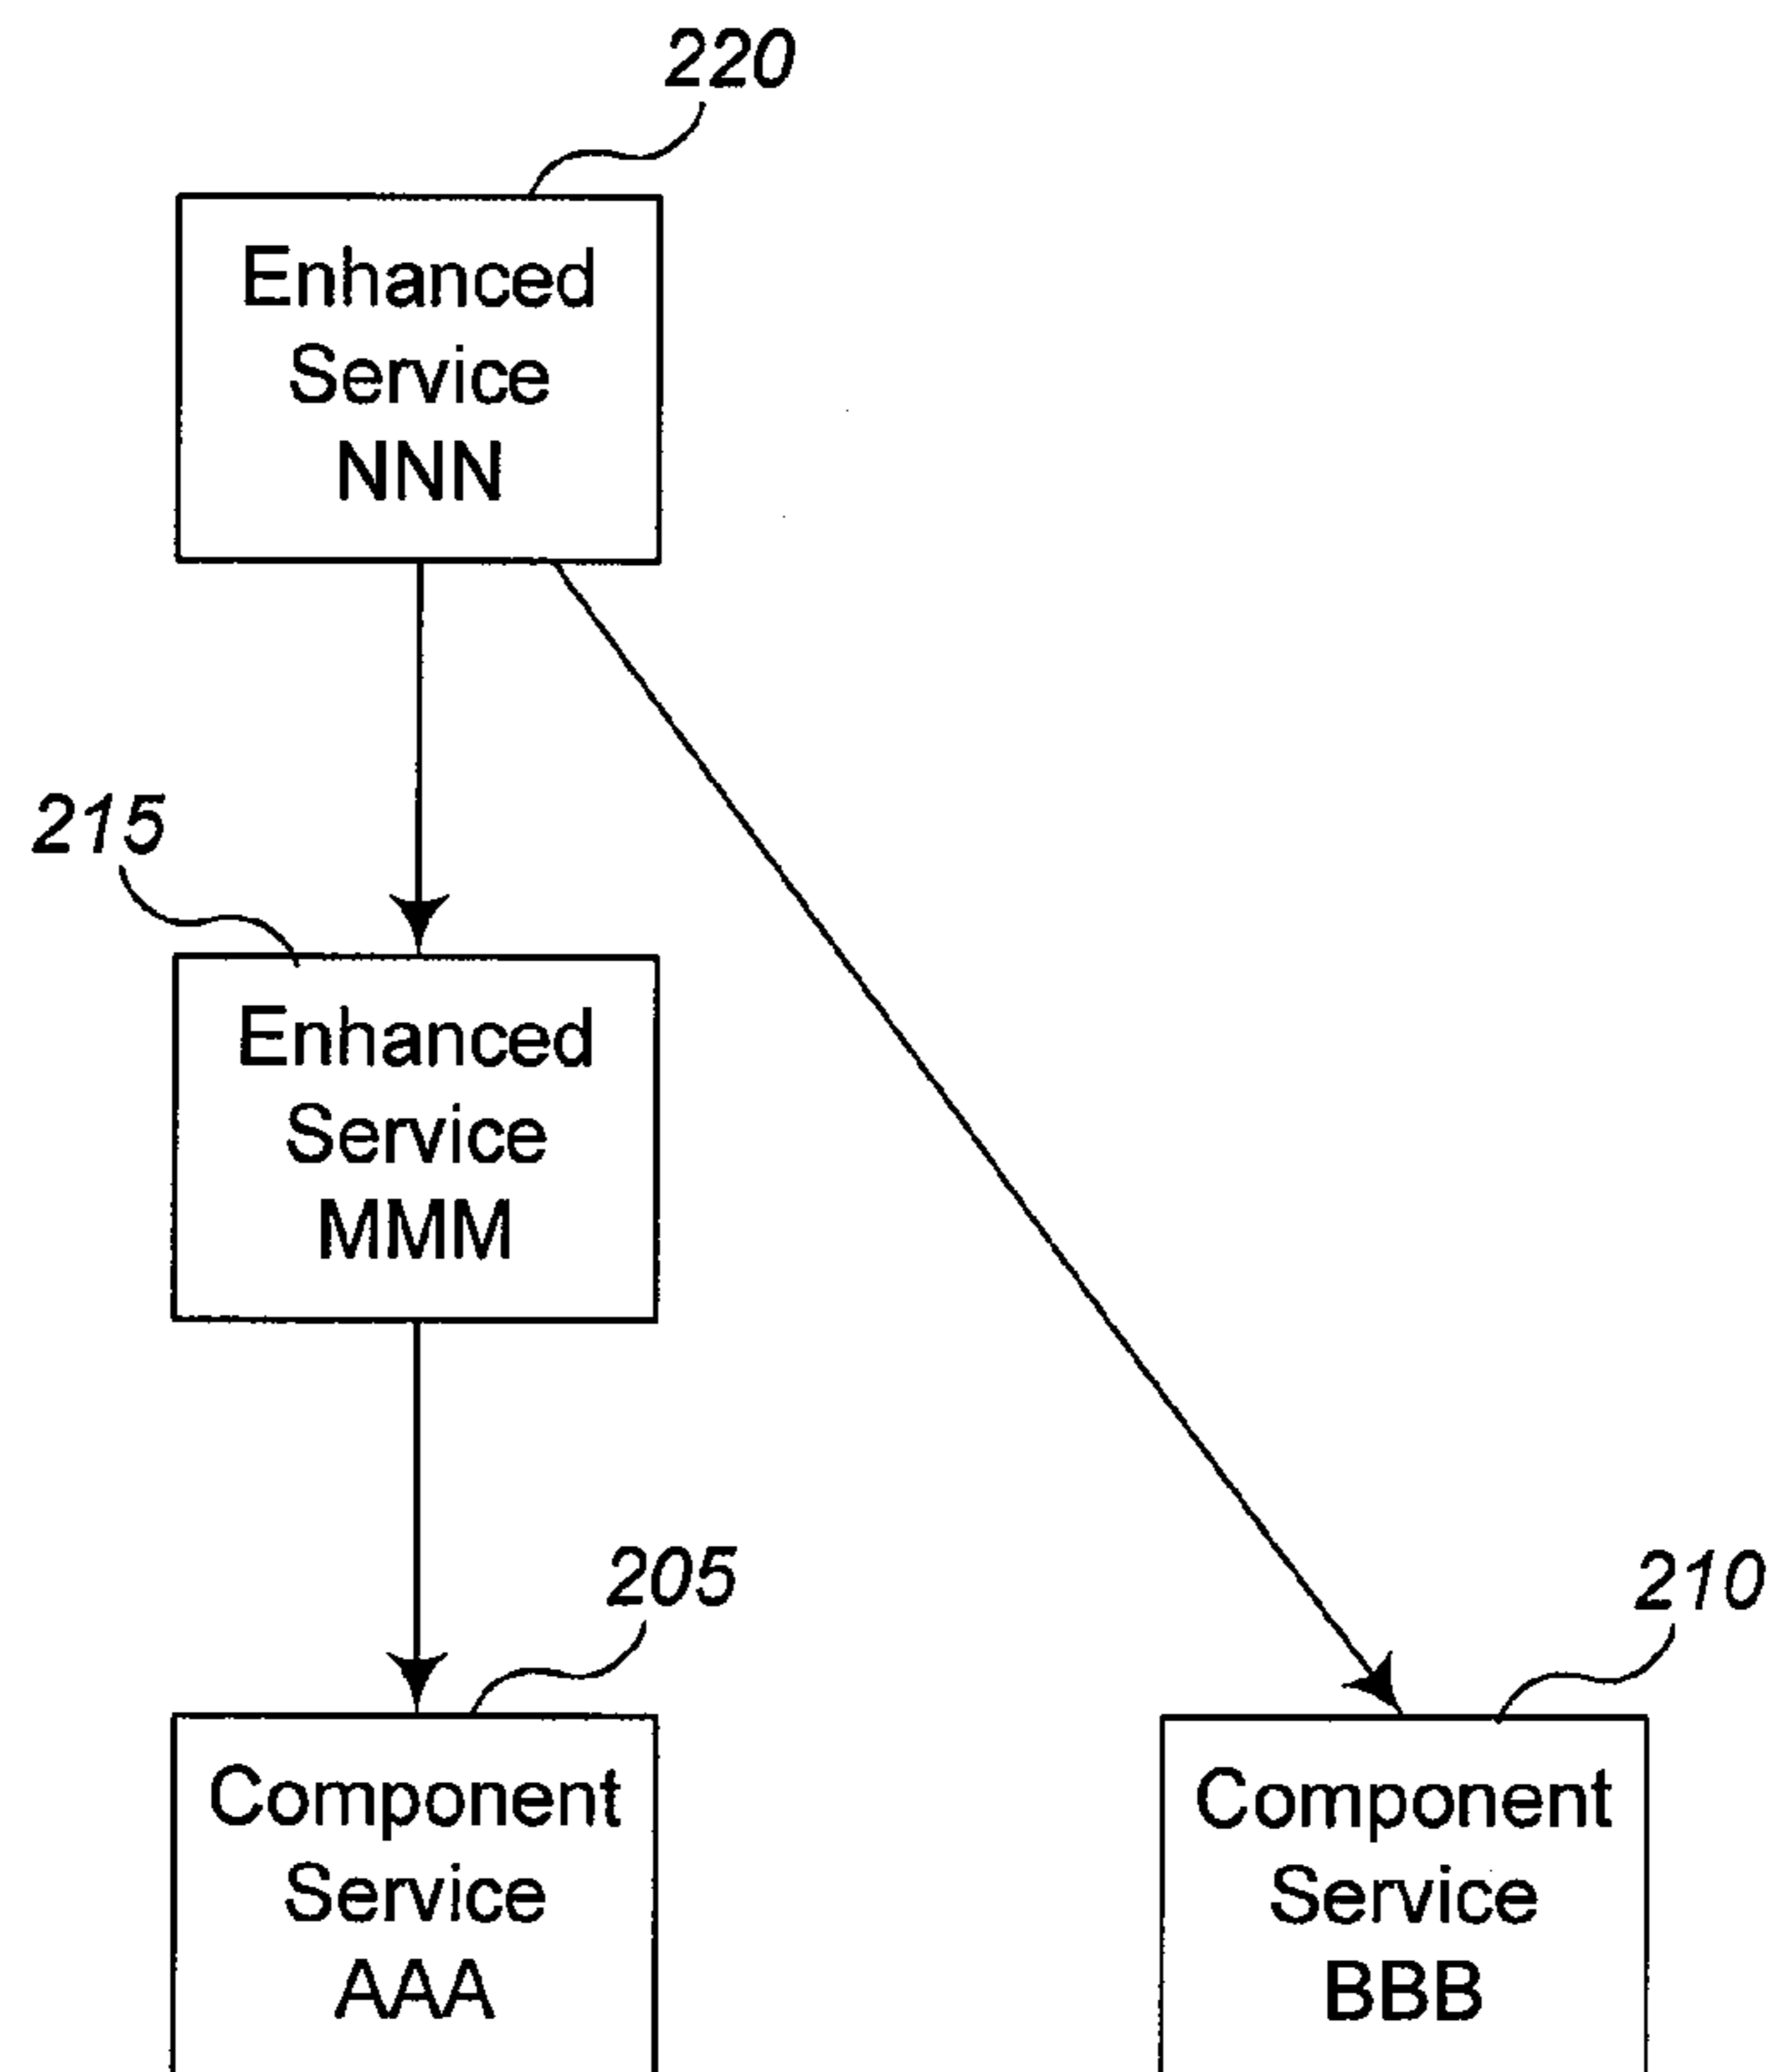 220
Enhanced
Service
NNN
215
Enhanced
Service
MMM
205
210
Component
Service
AAA
Component
Service
BBB